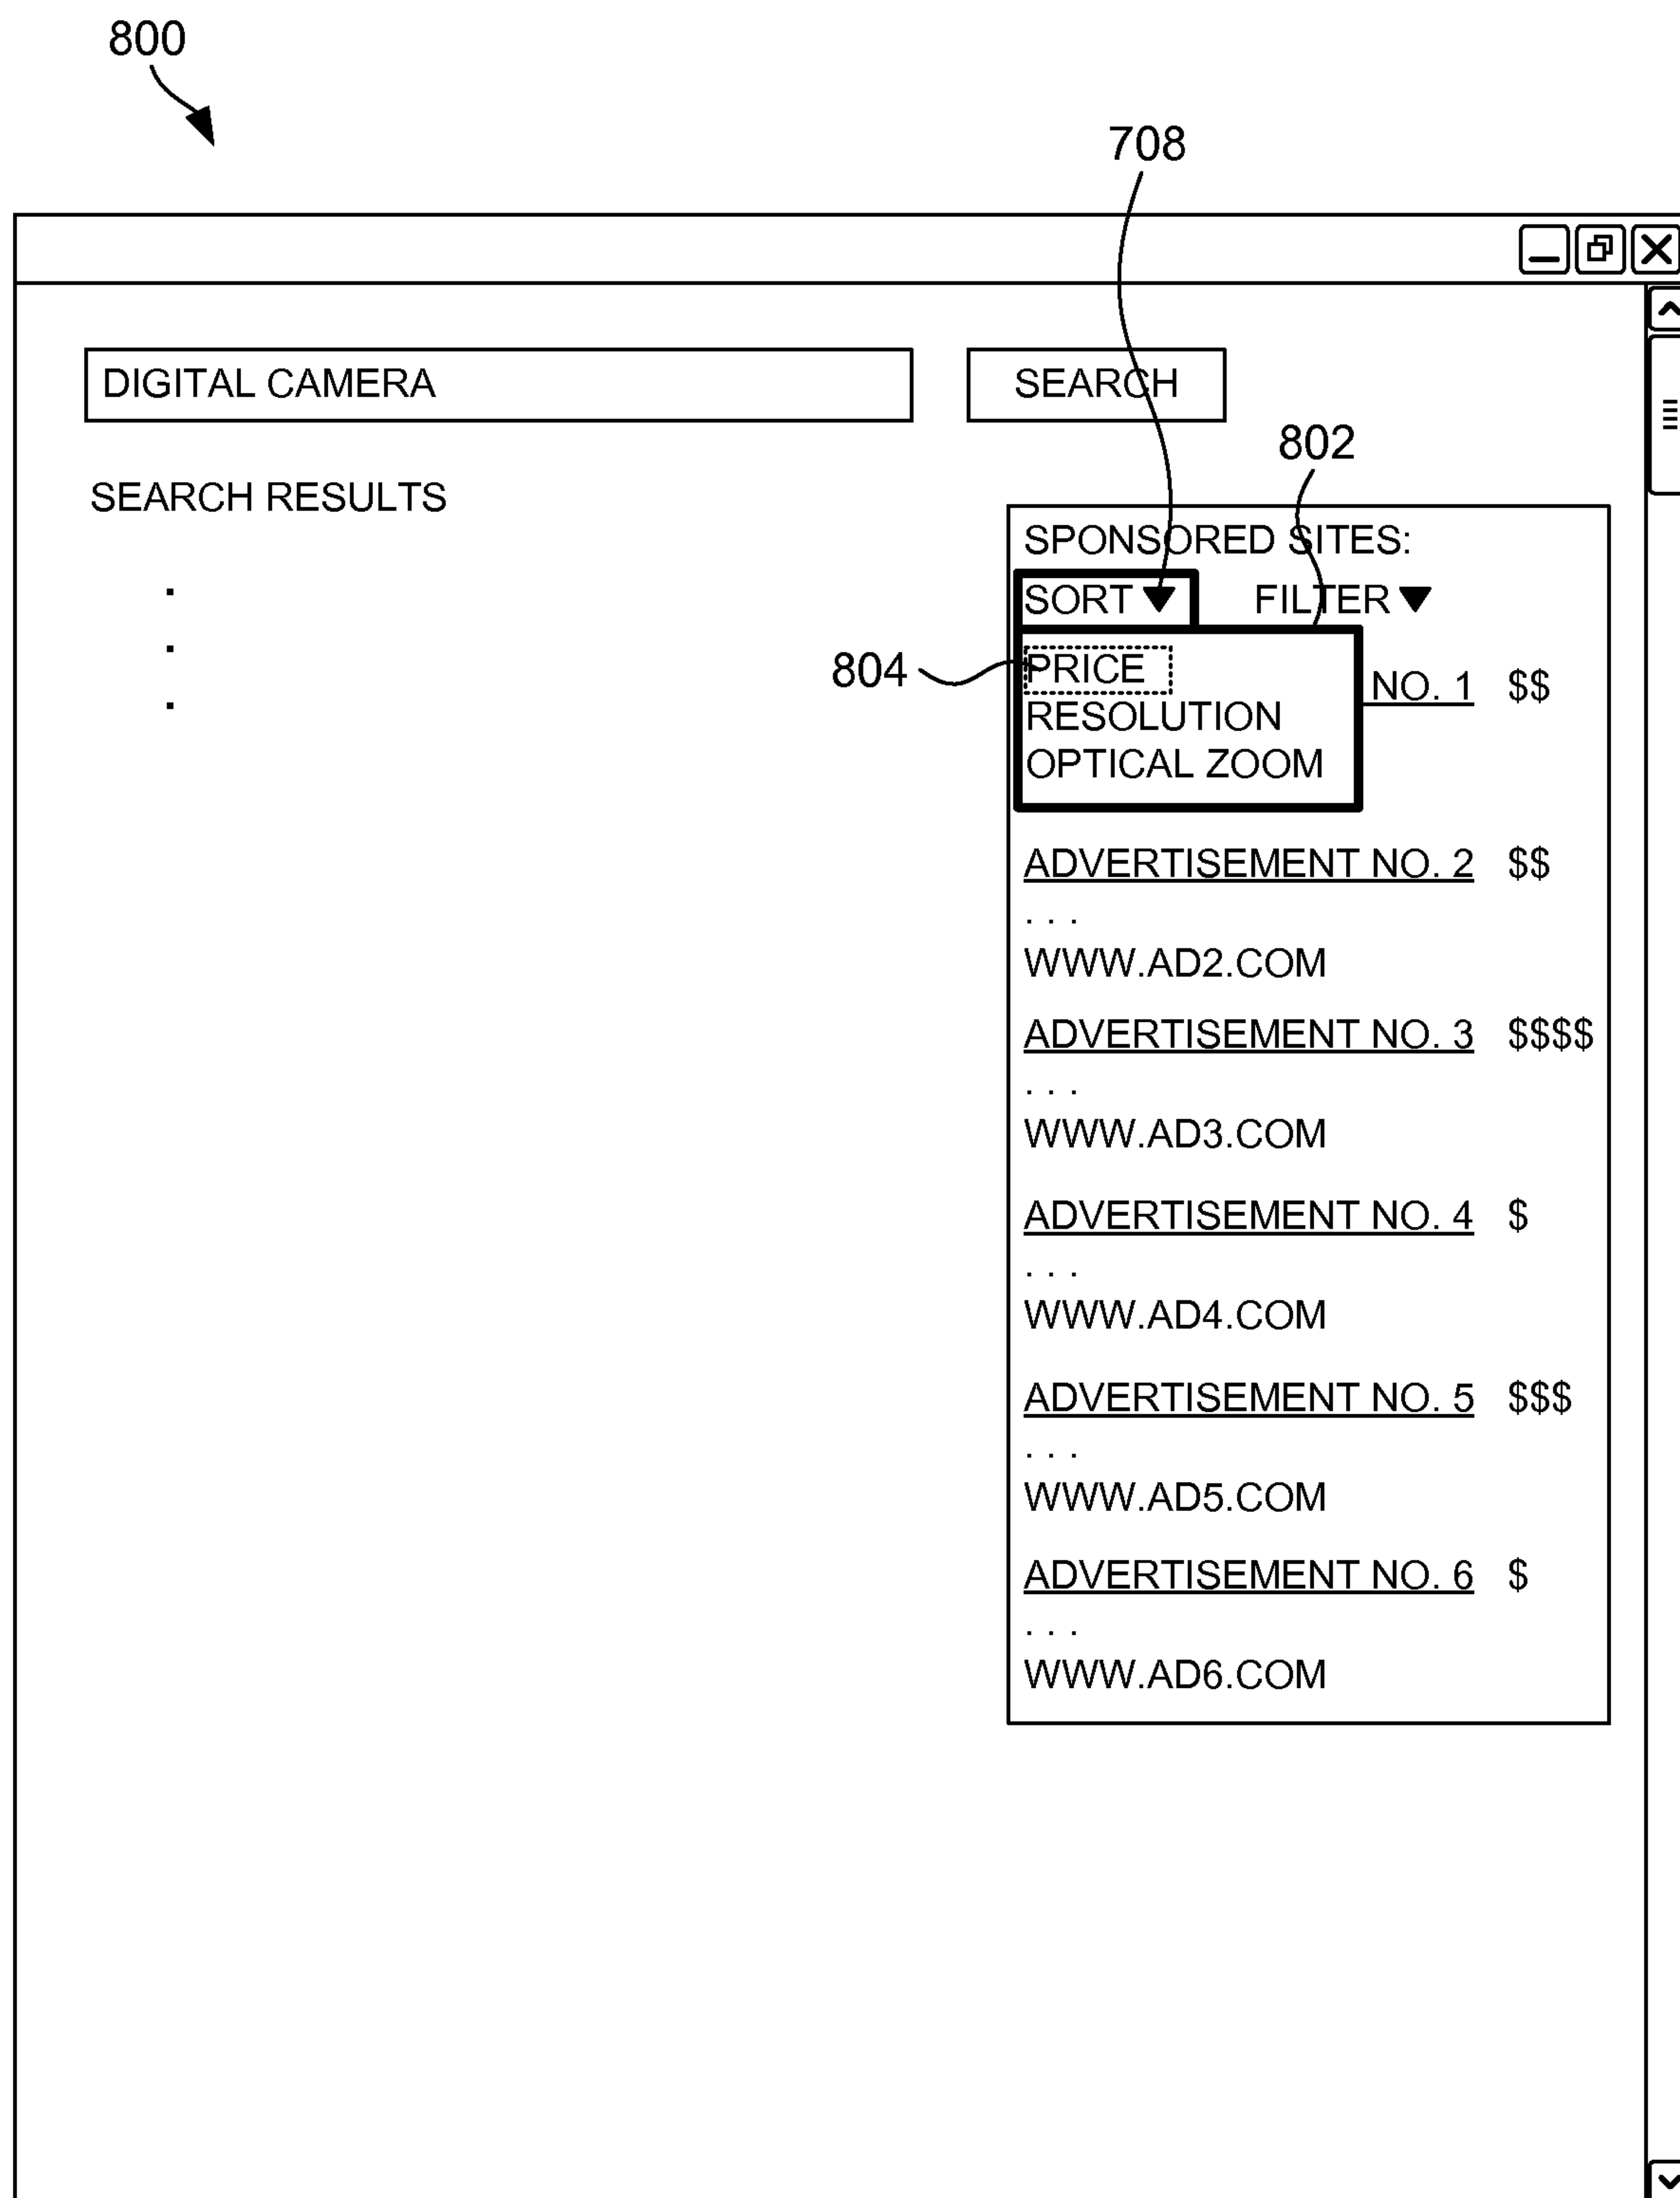 800
708
DIGITAL CAMERA
SEARCH
802
SEARCH RESULTS
SPONSORED SITES:
SORT ▼ FILTER ▼
804
PRICE
NO. 1 $$
RESOLUTION
OPTICAL ZOOM
ADVERTISEMENT NO. 2 $$
. . .
WWW.AD2.COM
ADVERTISEMENT NO. 3 $$$$
. . .
WWW.AD3.COM
ADVERTISEMENT NO. 4 $
. . .
WWW.AD4.COM
ADVERTISEMENT NO. 5 $$$
. . .
WWW.AD5.COM
ADVERTISEMENT NO. 6 $
. . .
WWW.AD6.COM